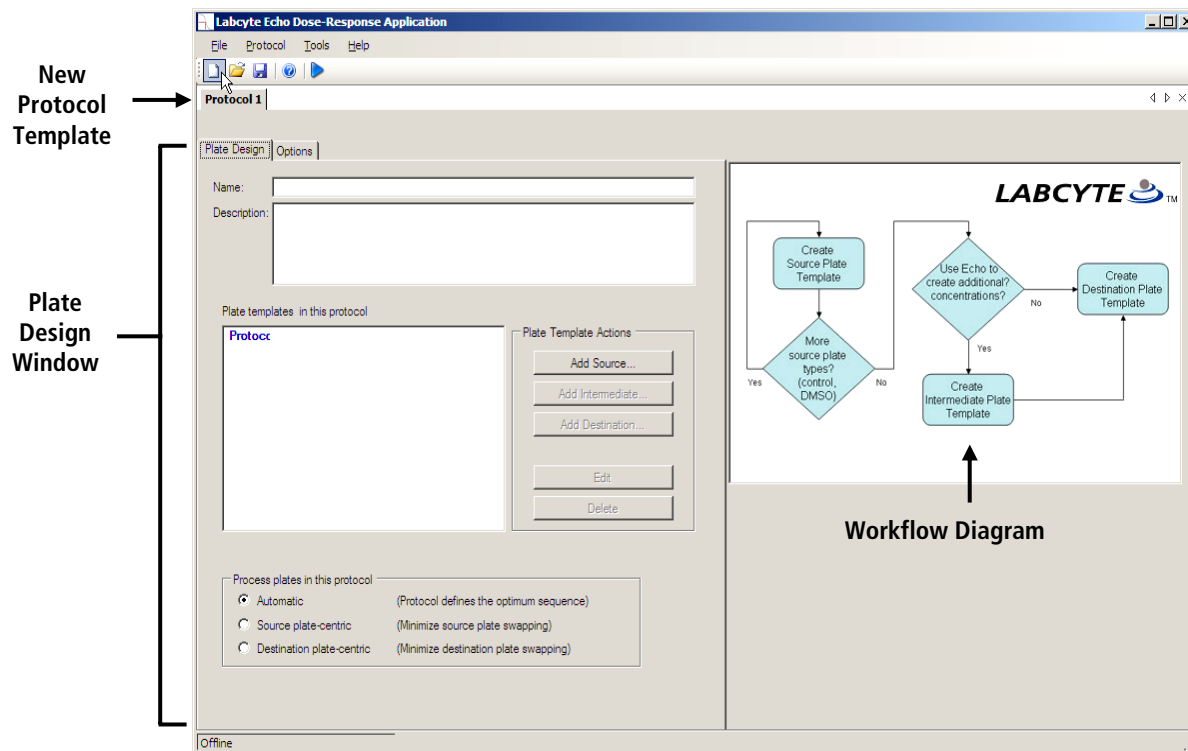 Labcyte Echo Dose-Response Application
File Protocol Tools Help
New
Protocol
Template
Protocol 1
Plate Design Options
Plate
Design
Window
Name:
Description:
Plate templates in this protocol
Protocc
Plate Template Actions
Add Source...
Add Intermediate...
Add Destination...
Edit
Delete
Process plates in this protocol
Automatic (Protocol defines the optimum sequence)
Source plate-centric (Minimize source plate swapping)
Destination plate-centric (Minimize destination plate swapping)
LABCYTE TM
Create
Source Plate
Template
More
source plate
types?
(control,
DMSO)
Yes
No
Use Echo to
create additional?
concentrations?
No
Yes
Create
Destination Plate
Template
Create
Intermediate Plate
Template
Workflow Diagram
Offline